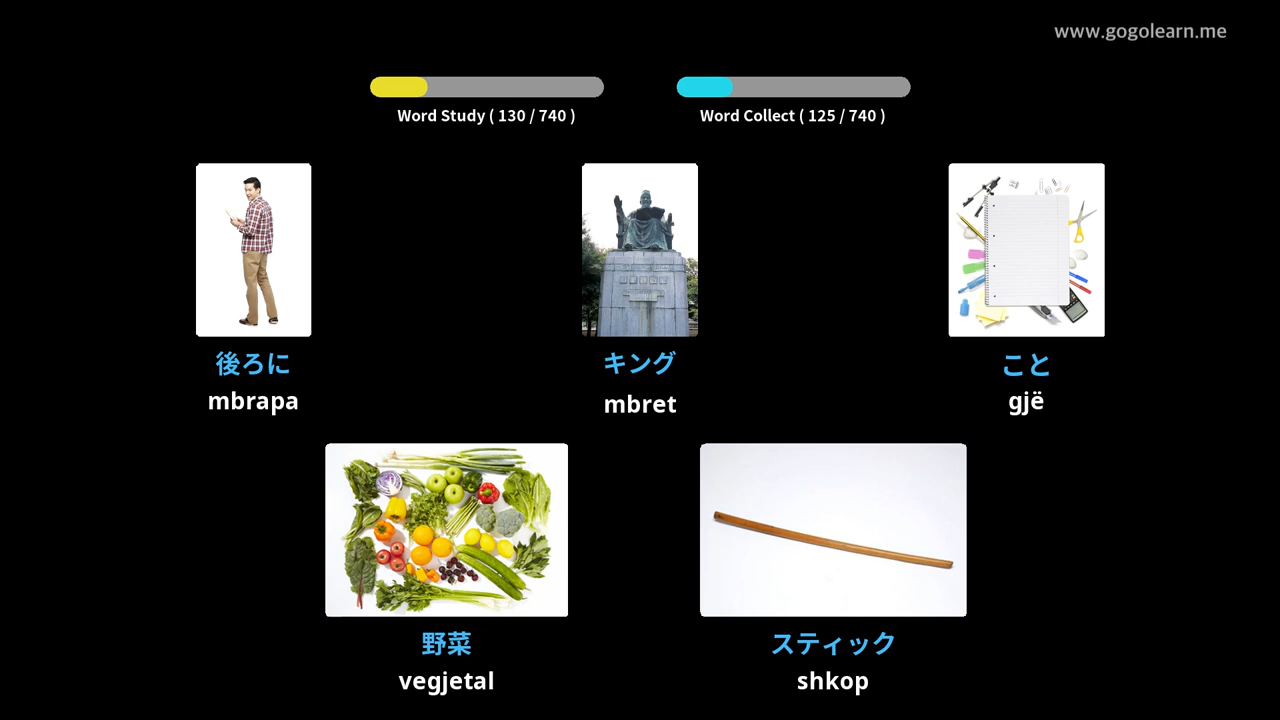 www.gogolearn.me
Word Study ( 130 / 740 )
Word Collect ( 125 / 740 )
後ろに
mbrapa
キング
mbret
こと
gjë
野菜
vegjetal
スティック
shkop